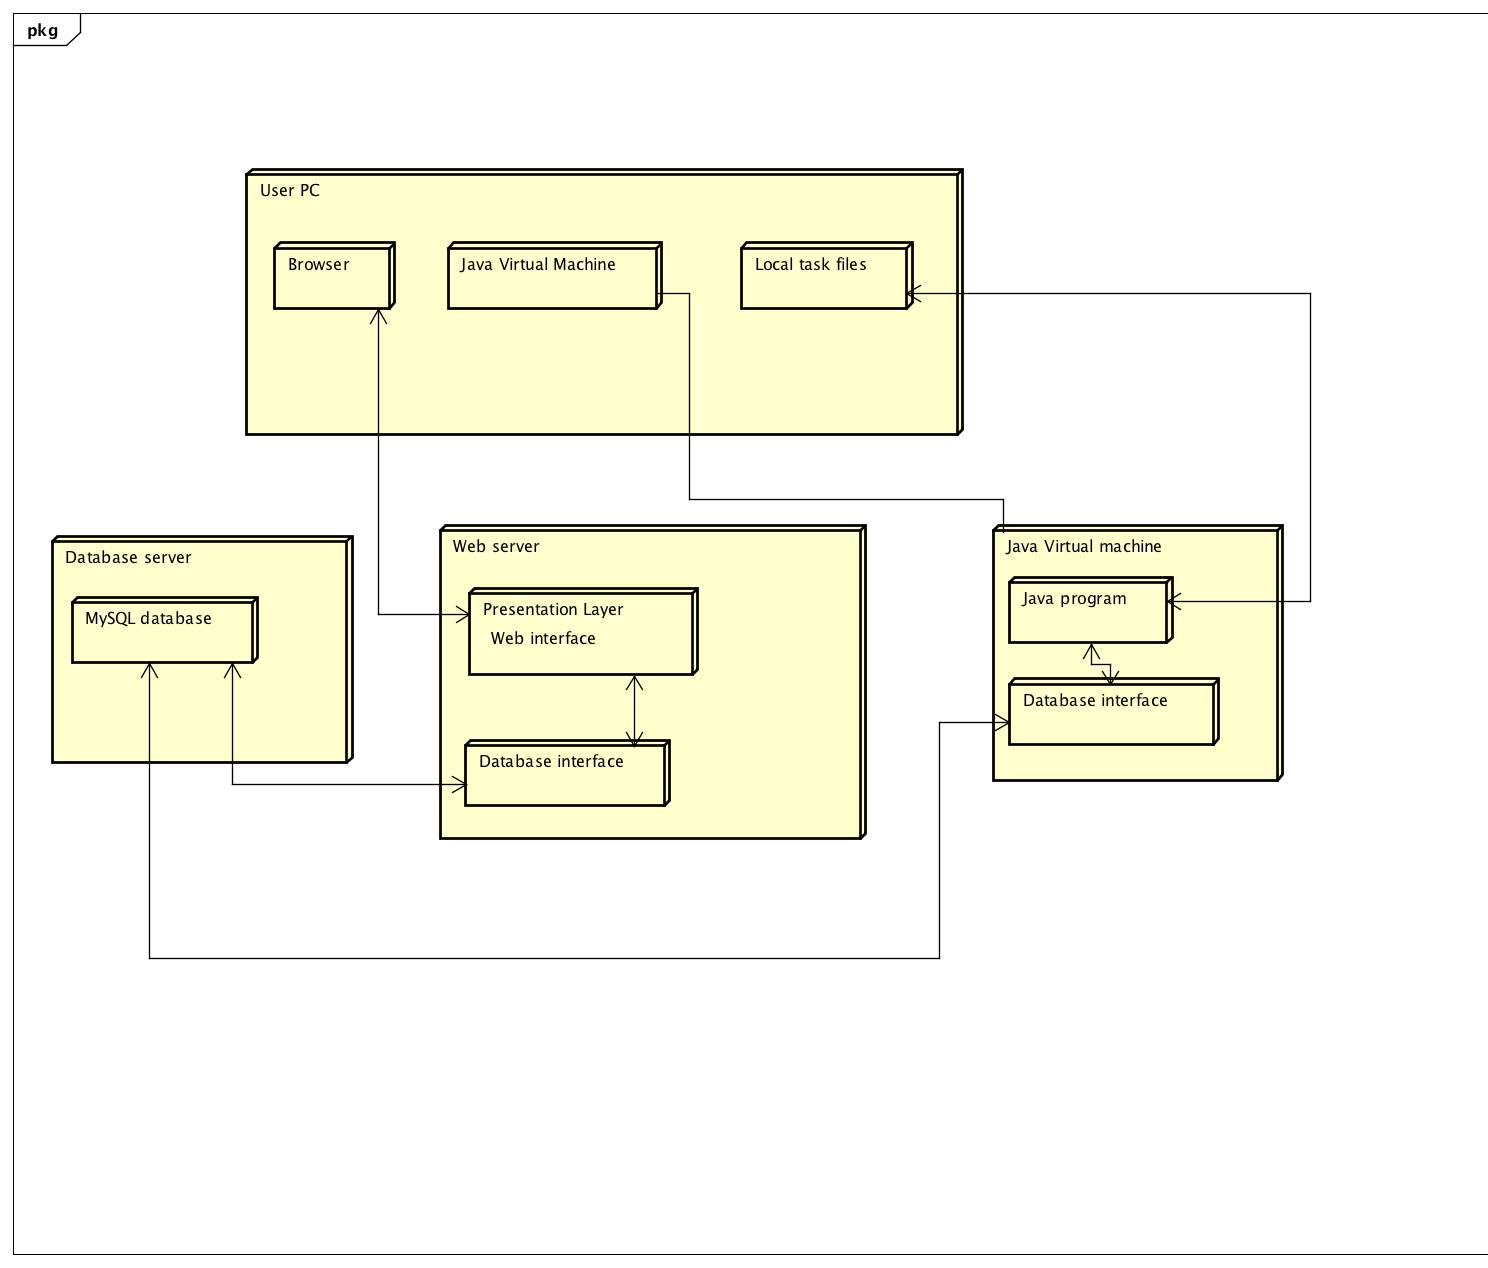 pkg
User PC
Browser
Java Virtual Machine
Local task files
Database server
MySQL database
Web server
Presentation Layer
Web interface
Database interface
Java Virtual machine
Java program
Database interface